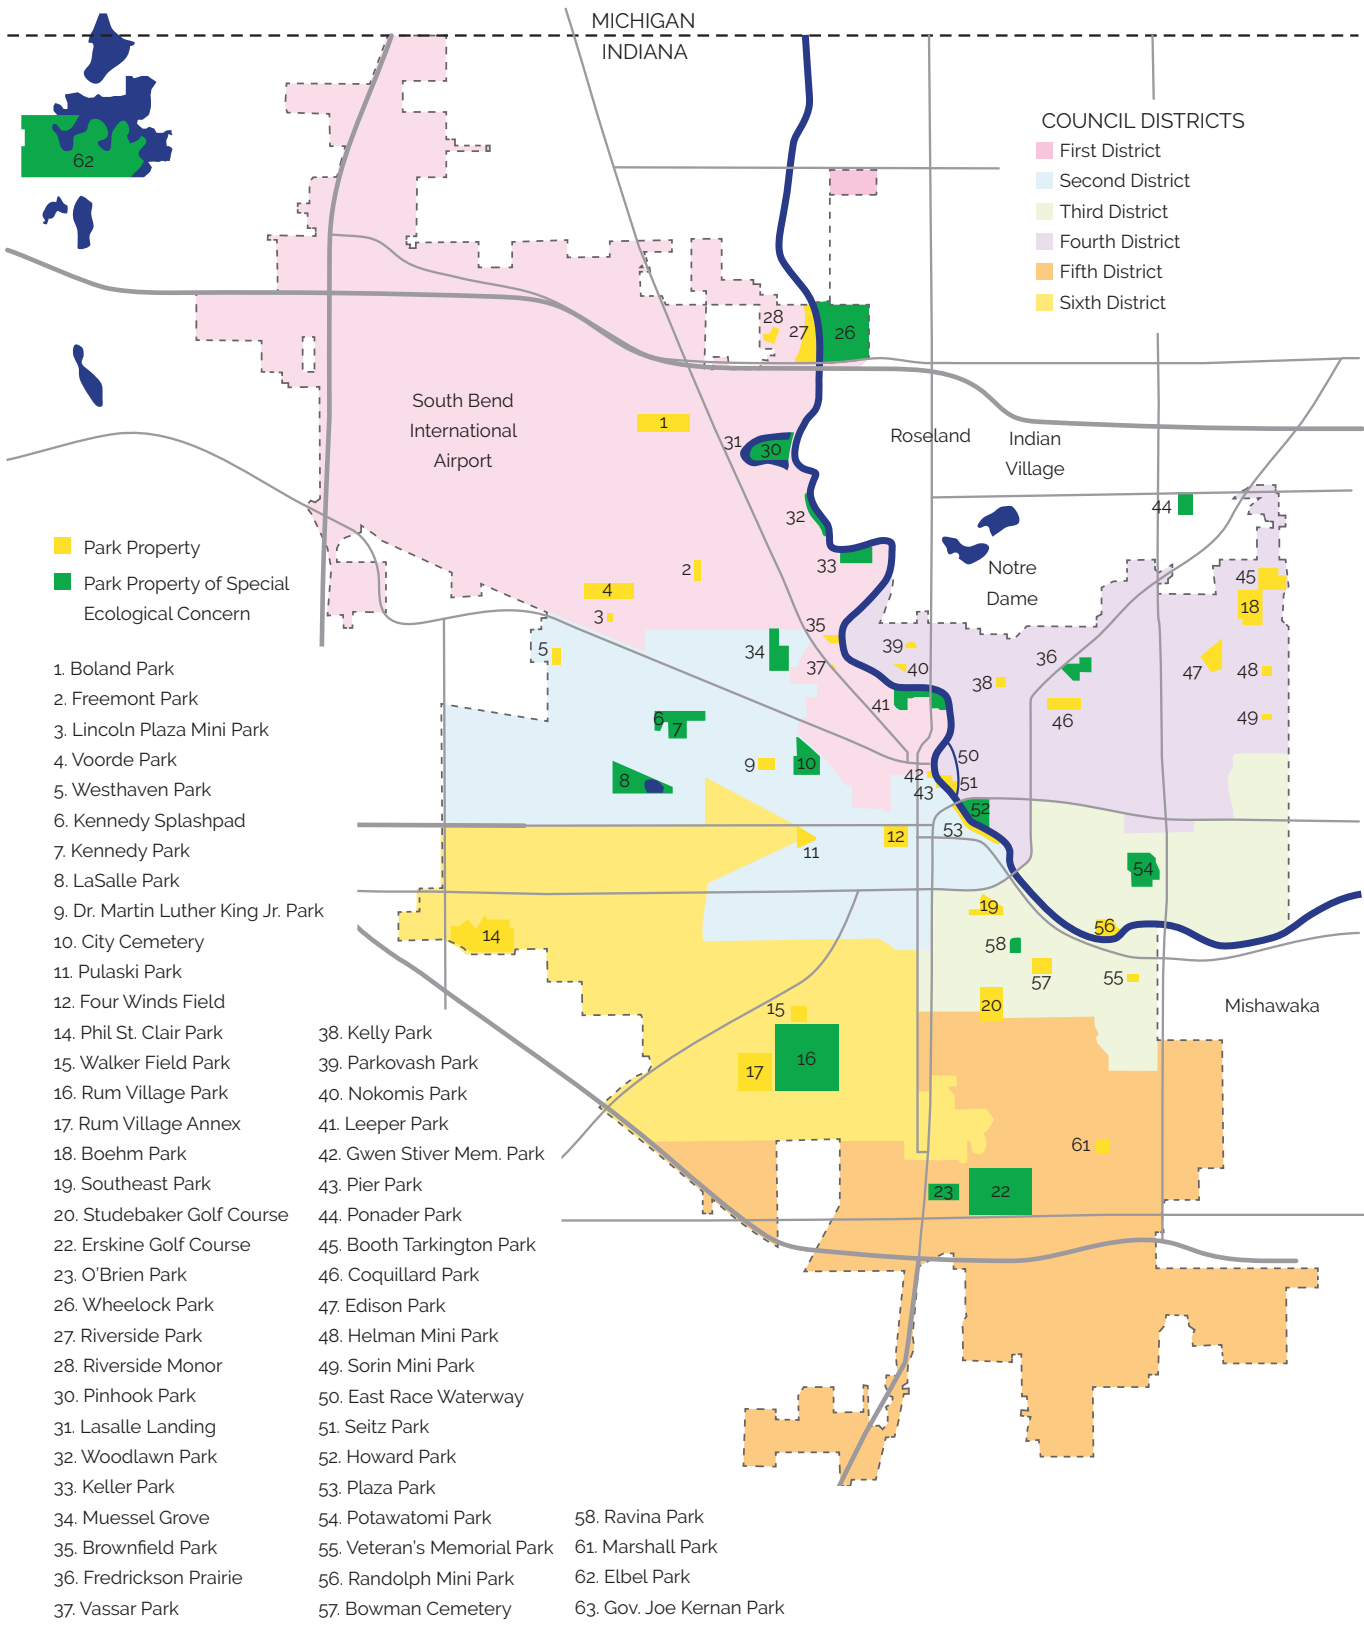 MICHIGAN
INDIANA
COUNCIL DISTRICTS
First District
Second District
Third District
Fourth District
Fifth District
Sixth District
62
28
27
26
South Bend
International
Airport
1
31
30
Roseland
Indian
Village
32
44
33
Notre
Dame
2
4
3
45
18
Park Property
Park Property of Special
Ecological Concern
5
34
35
37
39
40
36
38
41
46
47
48
49
6
7
8
9
10
50
42
51
43
52
53
11
12
54
14
19
56
58
57
55
20
15
16
17
Mishawaka
61
23
22
1. Boland Park
2. Freemont Park
3. Lincoln Plaza Mini Park
4. Voorde Park
5. Westhaven Park
6. Kennedy Splashpad
7. Kennedy Park
8. LaSalle Park
9. Dr. Martin Luther King Jr. Park
10. City Cemetery
11. Pulaski Park
12. Four Winds Field
14. Phil St. Clair Park
15. Walker Field Park
16. Rum Village Park
17. Rum Village Annex
18. Boehm Park
19. Southeast Park
20. Studebaker Golf Course
22. Erskine Golf Course
23. O'Brien Park
26. Wheelock Park
27. Riverside Park
28. Riverside Monor
30. Pinhook Park
31. Lasalle Landing
32. Woodlawn Park
33. Keller Park
34. Muessel Grove
35. Brownfield Park
36. Fredrickson Prairie
37. Vassar Park
38. Kelly Park
39. Parkovash Park
40. Nokomis Park
41. Leeper Park
42. Gwen Stiver Mem. Park
43. Pier Park
44. Ponader Park
45. Booth Tarkington Park
46. Coquillard Park
47. Edison Park
48. Helman Mini Park
49. Sorin Mini Park
50. East Race Waterway
51. Seitz Park
52. Howard Park
53. Plaza Park
54. Potawatomi Park
55. Veteran's Memorial Park
56. Randolph Mini Park
57. Bowman Cemetery
58. Ravina Park
61. Marshall Park
62. Elbel Park
63. Gov. Joe Kernan Park